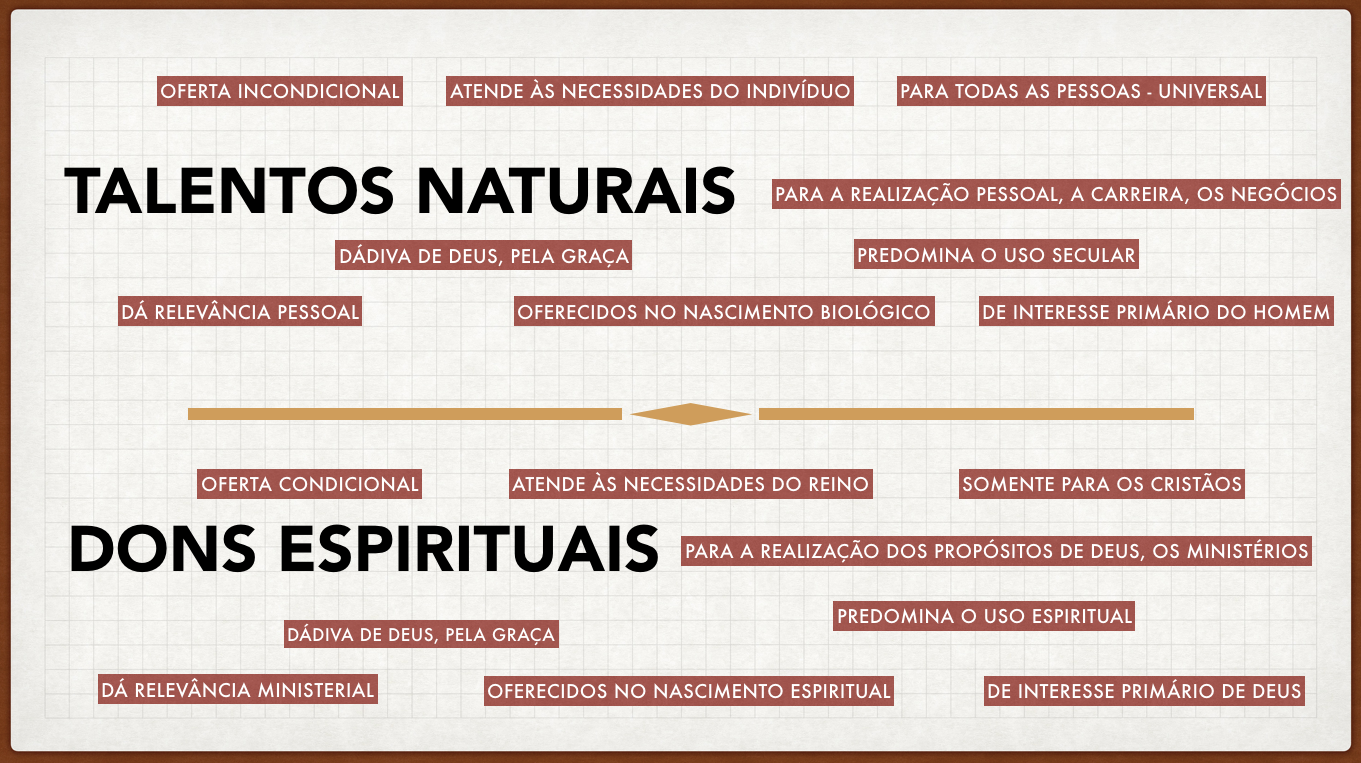 OFERTA INCONDICIONAL
ATENDE ÀS NECESSIDADES DO INDIVÍDUO
PARA TODAS AS PESSOAS - UNIVERSAL
TALENTOS NATURAIS
PARA A REALIZAÇÃO PESSOAL, A CARREIRA, OS NEGÓCIOS
DÁDIVA DE DEUS, PELA GRAÇA
PREDOMINA O USO SECULAR
DÁ RELEVÂNCIA PESSOAL
OFERECIDOS NO NASCIMENTO BIOLÓGICO
DE INTERESSE PRIMÁRIO DO HOMEM
OFERTA CONDICIONAL
ATENDE ÀS NECESSIDADES DO REINO
SOMENTE PARA OS CRISTÃOS
DONS ESPIRITUAIS
PARA A REALIZAÇÃO DOS PROPÓSITOS DE DEUS, OS MINISTÉRIOS
PREDOMINA O USO ESPIRITUAL
DÁDIVA DE DEUS, PELA GRAÇA
DÁ RELEVÂNCIA MINISTERIAL
OFERECIDOS NO NASCIMENTO ESPIRITUAL
DE INTERESSE PRIMÁRIO DE DEUS